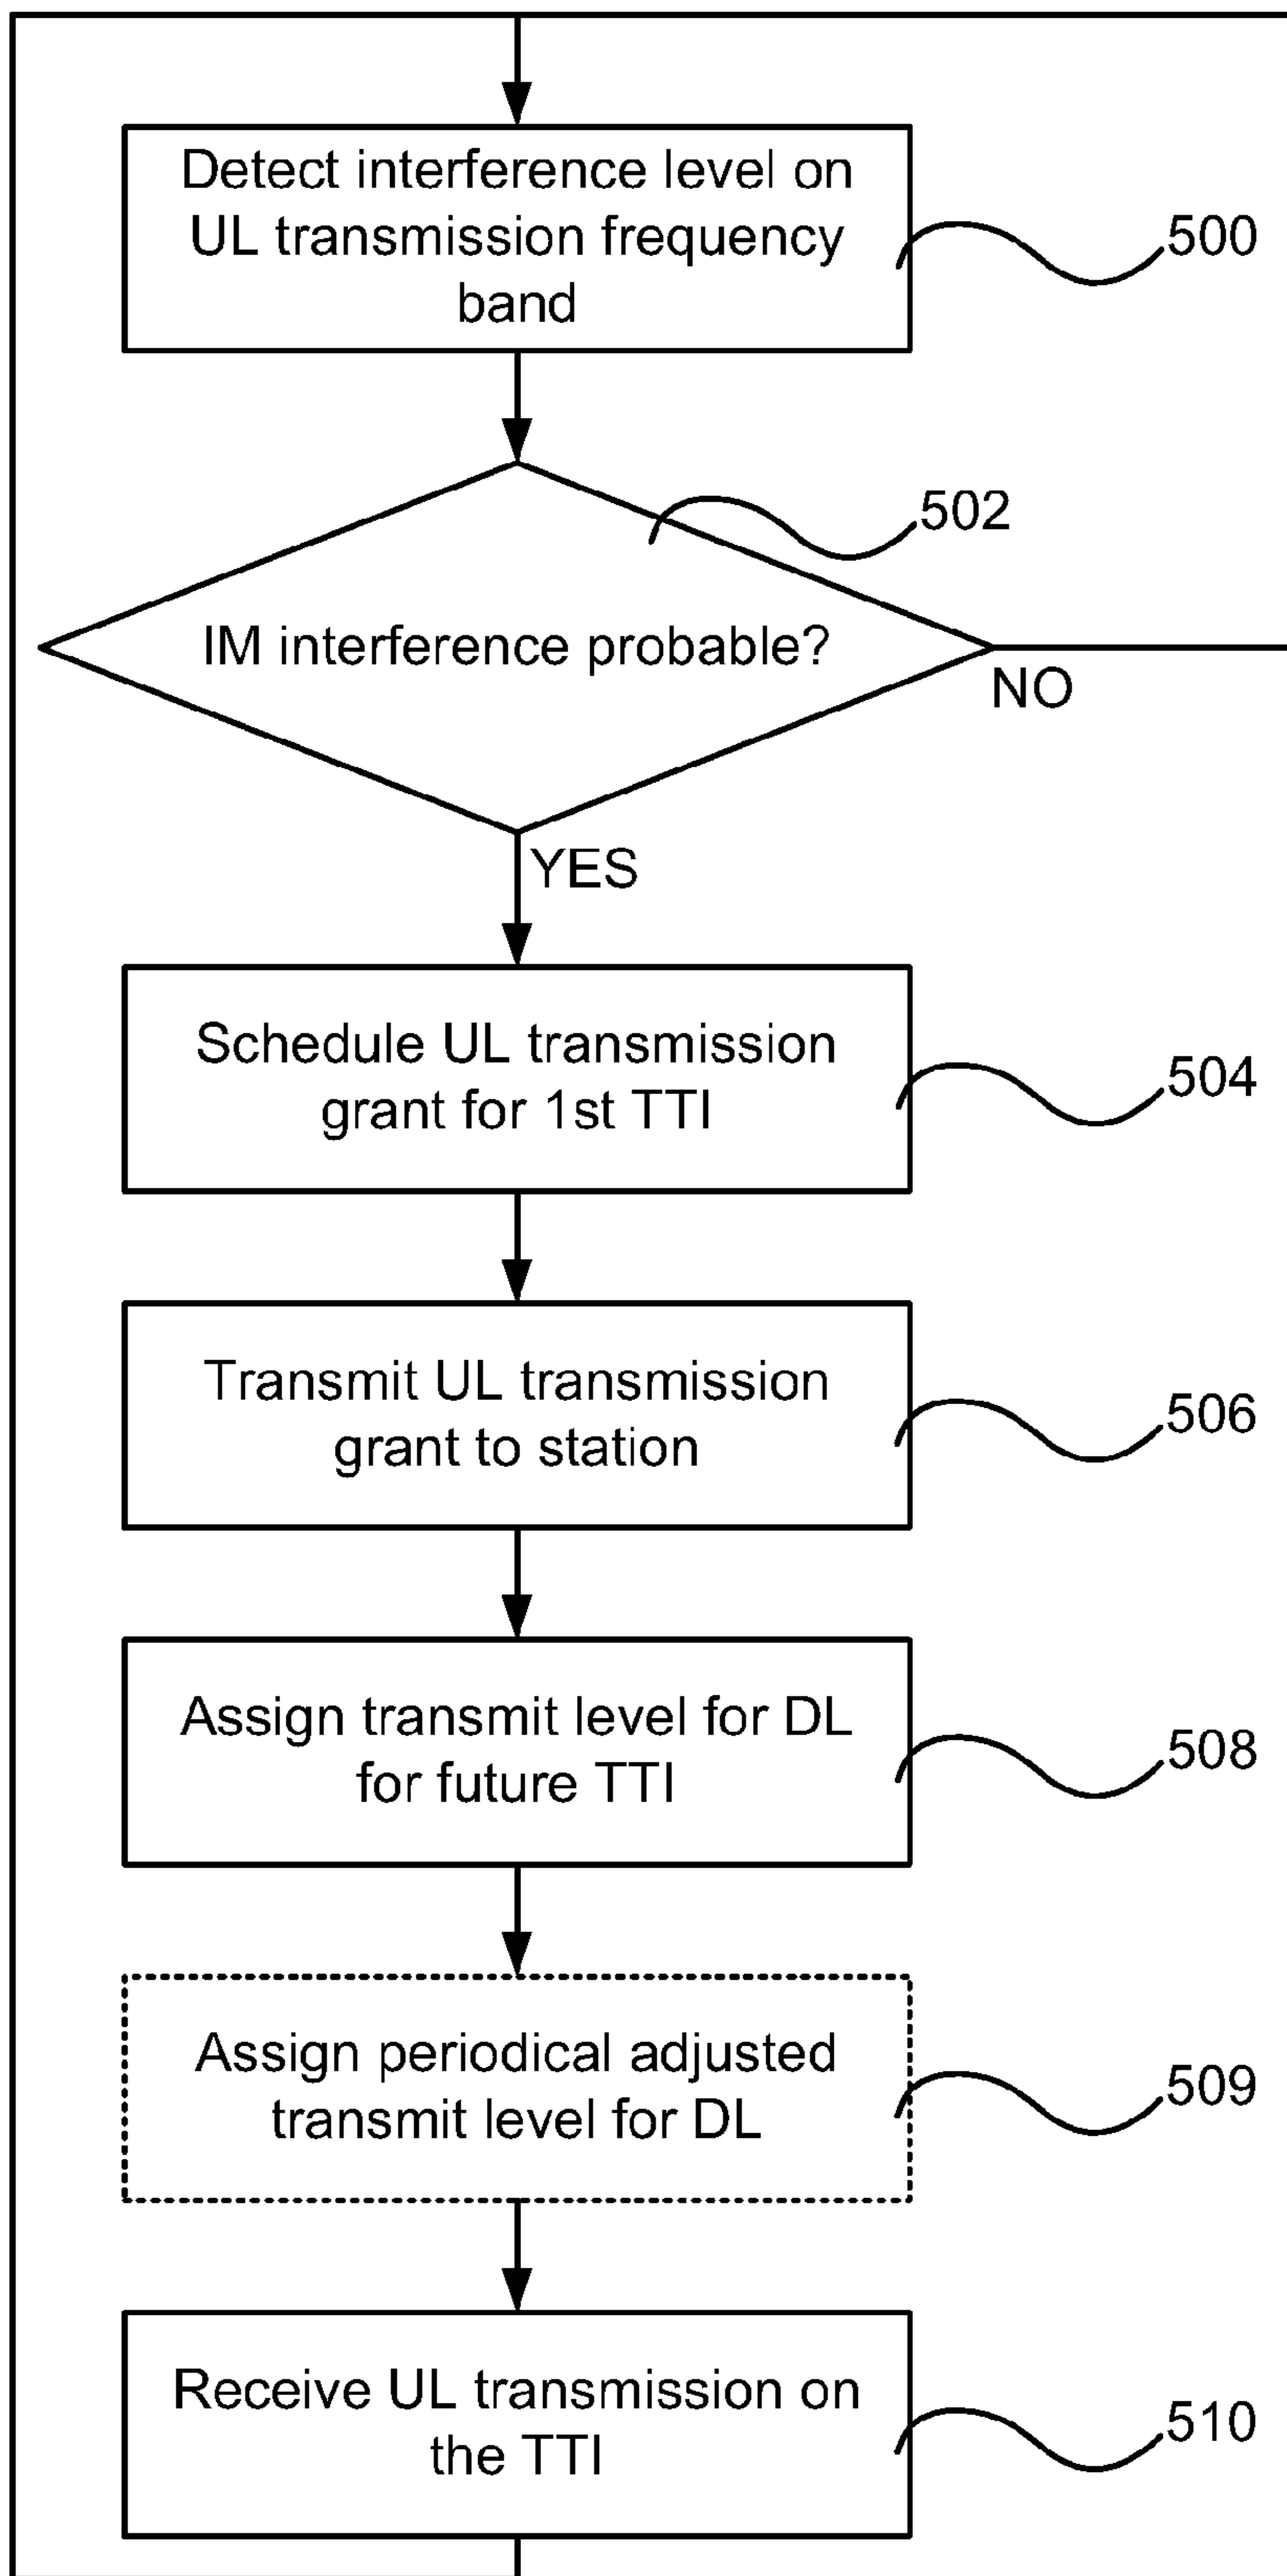 Detect interference level on
UL transmission frequency
band
500
502
IM interference probable?
NO
YES
Schedule UL transmission
grant for 1st TTI
504
Transmit UL transmission
grant to station
506
Assign transmit level for DL
for future TTI
508
Assign periodical adjusted
transmit level for DL
509
Receive UL transmission on
the TTI
510